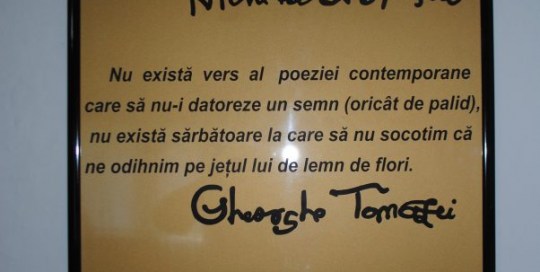 Nu există vers al poeziei contemporane
care să nu-i datoreze un semn (oricât de palid),
nu există sărbătoare la care să nu socotim că
ne odihnim pe jețul lui de lemn de flori.
Gheorghe Tomozei